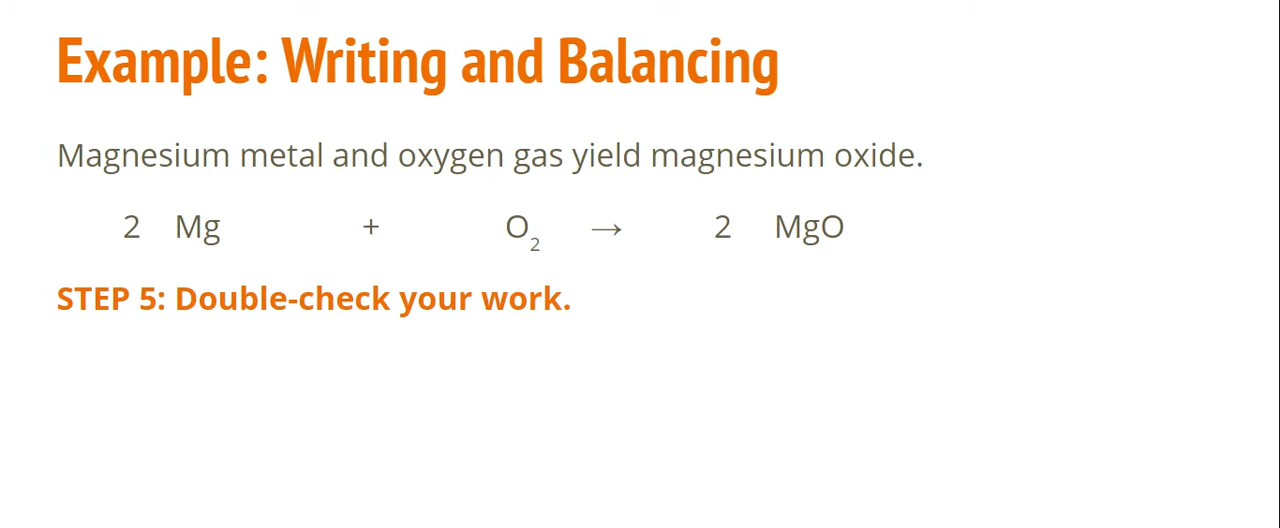 Example: Writing and Balancing
Magnesium metal and oxygen gas yield magnesium oxide.
2 Mg + O₂ → 2 MgO
STEP 5: Double-check your work.